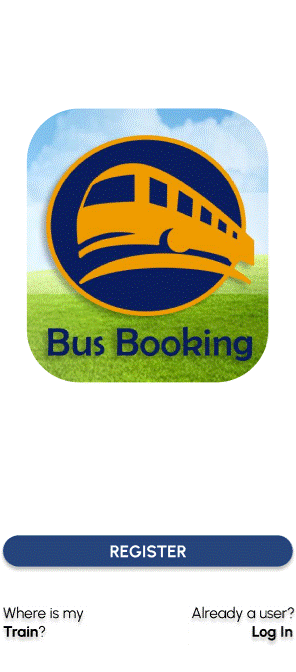 Bus Booking
REGISTER
Where is my
Train?
Already a user?
Log In